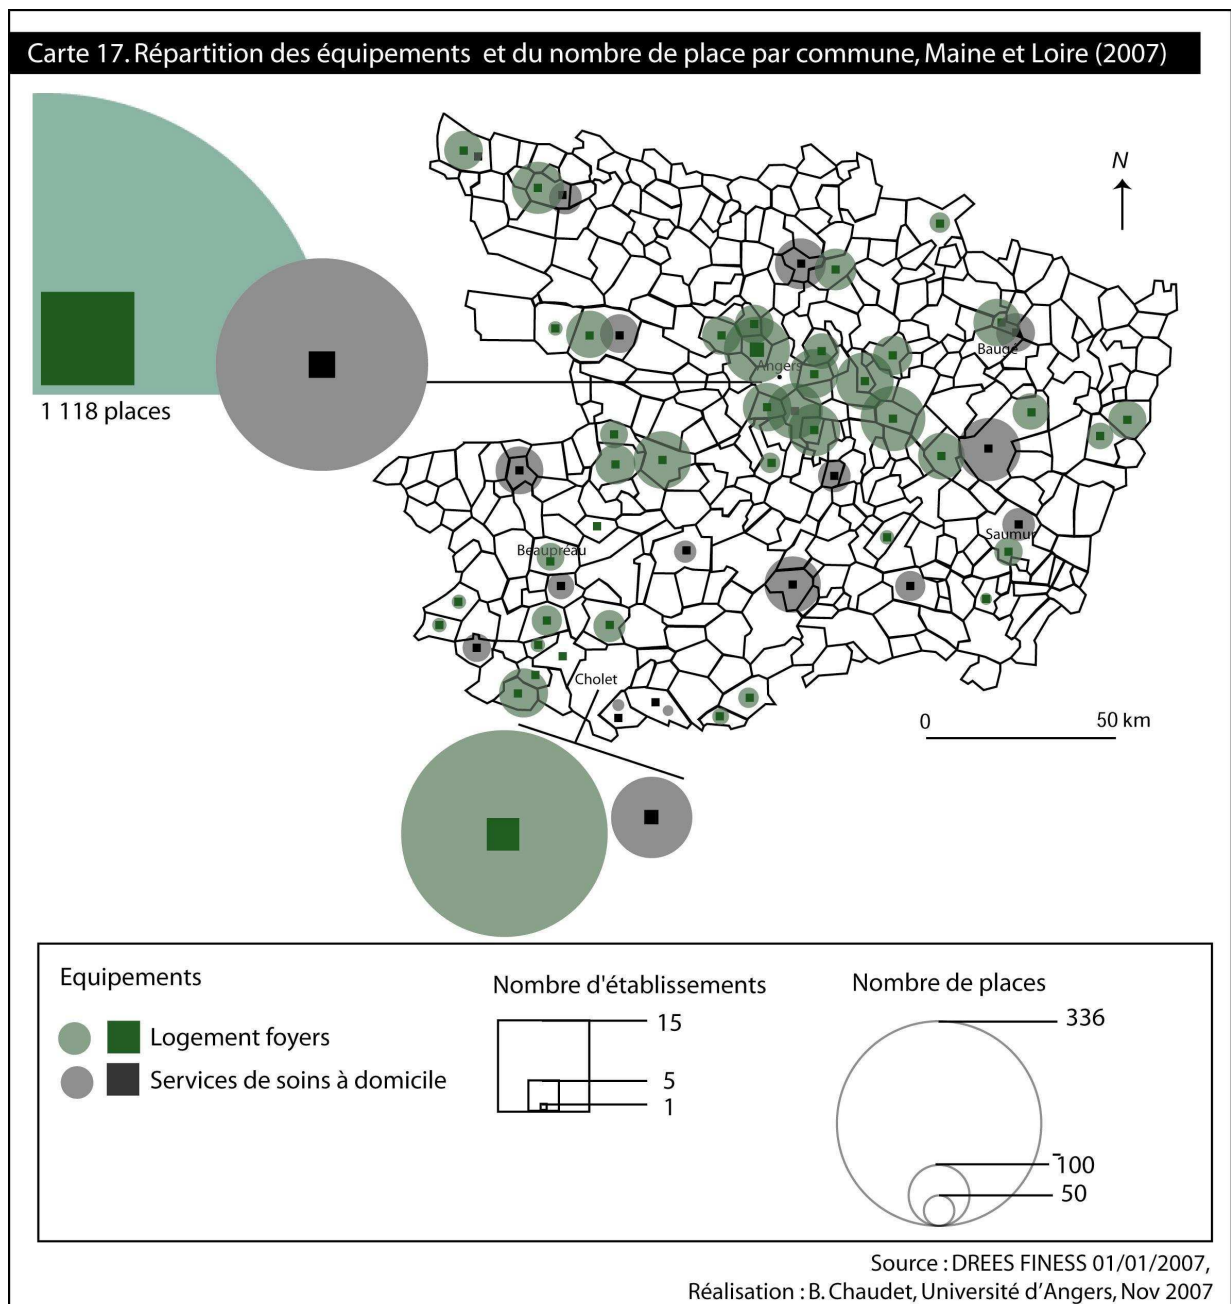 Carte 17. Répartition des équipements et du nombre de place par commune, Maine et Loire (2007)
N
1 118 places
Angers
Baugé
Beaupréau
Saumur
Cholet
0 50 km
Equipements
Logement foyers
Services de soins à domicile
Nombre d'établissements
15
5
1
Nombre de places
336
100
50
Source : DREES FINESS 01/01/2007,
Réalisation : B. Chaudet, Université d'Angers, Nov 2007